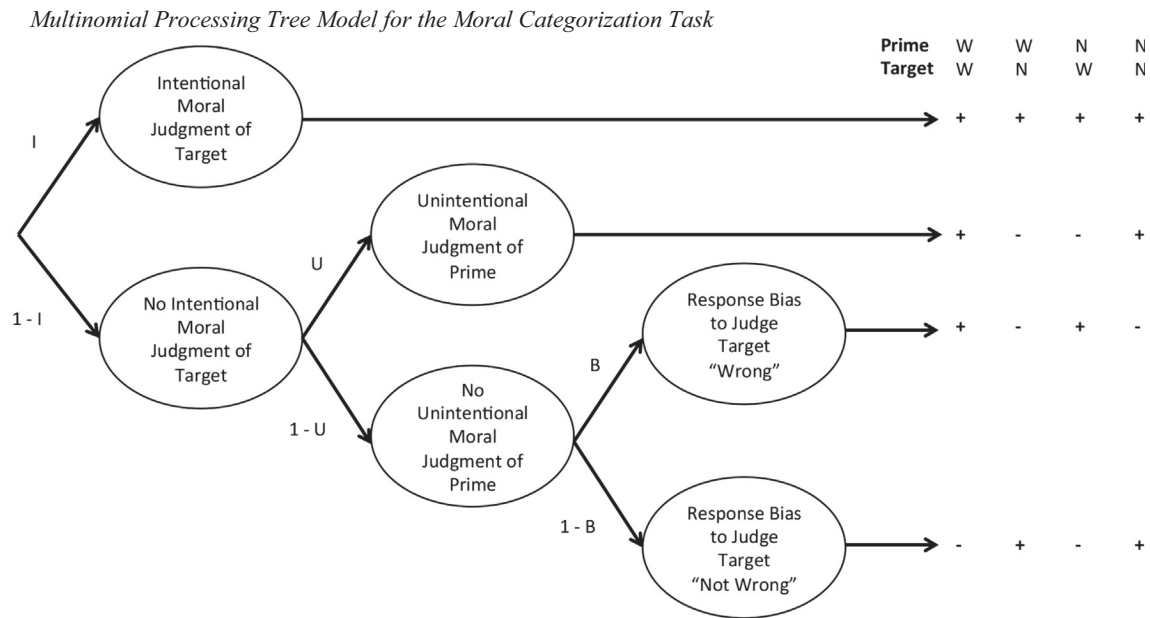 Multinomial Processing Tree Model for the Moral Categorization Task
Prime W W N N
Target W N W N
Intentional
Moral
Judgment of
Target
+ + + +
I
Unintentional
Moral
Judgment of
Prime
+ - - +
U
1 - I
No Intentional
Moral
Judgment of
Target
Response Bias
to Judge
Target
“Wrong”
+ - + -
B
1 - U
No
Unintentional
Moral
Judgment of
Prime
1 - B
Response Bias
to Judge
Target
“Not Wrong”
- + - +